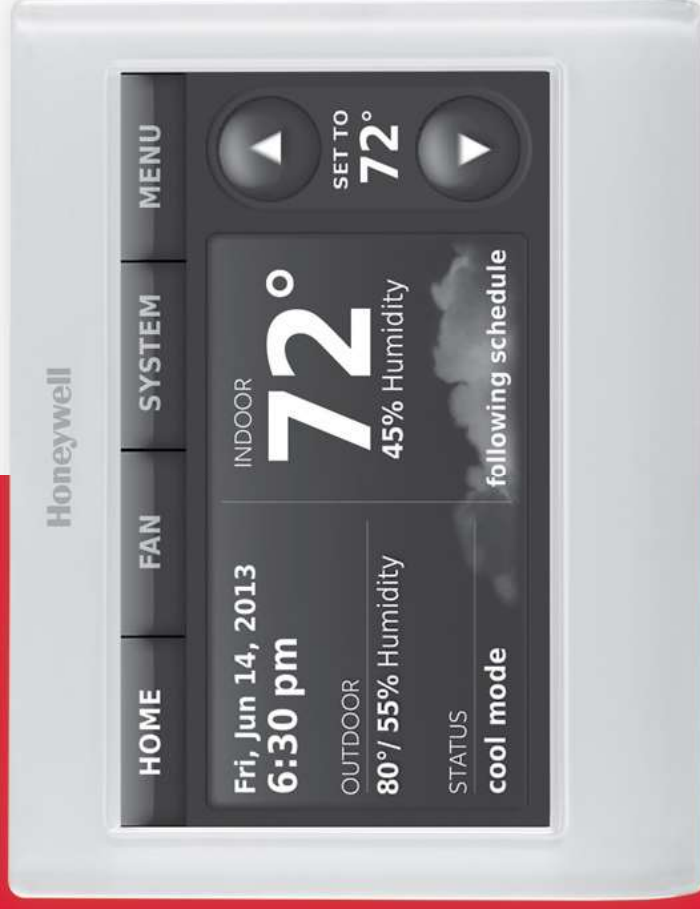 Honeywell
HOME
FAN
SYSTEM
MENU
Fri, Jun 14, 2013
6:30 pm
OUTDOOR
80°/ 55% Humidity
STATUS
cool mode
INDOOR
72°
45% Humidity
following schedule
SET TO
72°